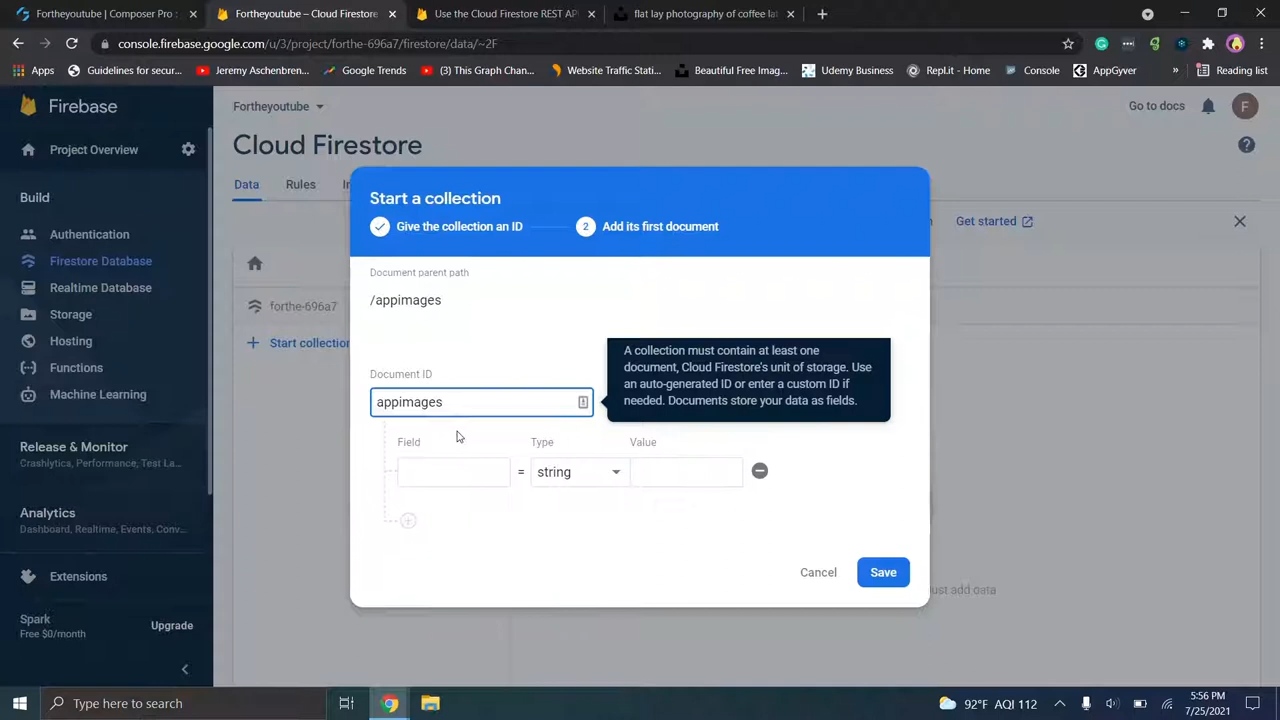 Fortheyoutube | Composer Pro :
Fortheyoutube – Cloud Firestore
Use the Cloud Firestore REST API
flat lay photography of coffee lat
console.firebase.google.com/u/3/project/forthe-696a7/firestore/data/~2F
Apps
Guidelines for secur...
Jeremy Aschenbren...
Google Trends
(3) This Graph Chan...
Website Traffic Stati...
Beautiful Free Imag...
Udemy Business
Repl.it - Home
Console
AppGyver
»
Reading list
Firebase
Fortheyoutube
Go to docs
F
Project Overview
Cloud Firestore
Build
Data
Rules
Get started
Authentication
Firestore Database
Realtime Database
Storage
Hosting
Functions
Machine Learning
forthe-696a7
Start collection
Start a collection
Give the collection an ID
2
Add its first document
Document parent path
/appimages
Document ID
appimages
A collection must contain at least one
document, Cloud Firestore's unit of storage. Use
an auto-generated ID or enter a custom ID if
needed. Documents store your data as fields.
Field
Type
Value
=
string
Cancel
Save
just add data
Release & Monitor
Crashlytics, Performance, Test La...
Analytics
Dashboard, Realtime, Events, Conv...
Extensions
Spark
Free $0/month
Upgrade
Type here to search
92°F AQI 112
5:56 PM
7/25/2021